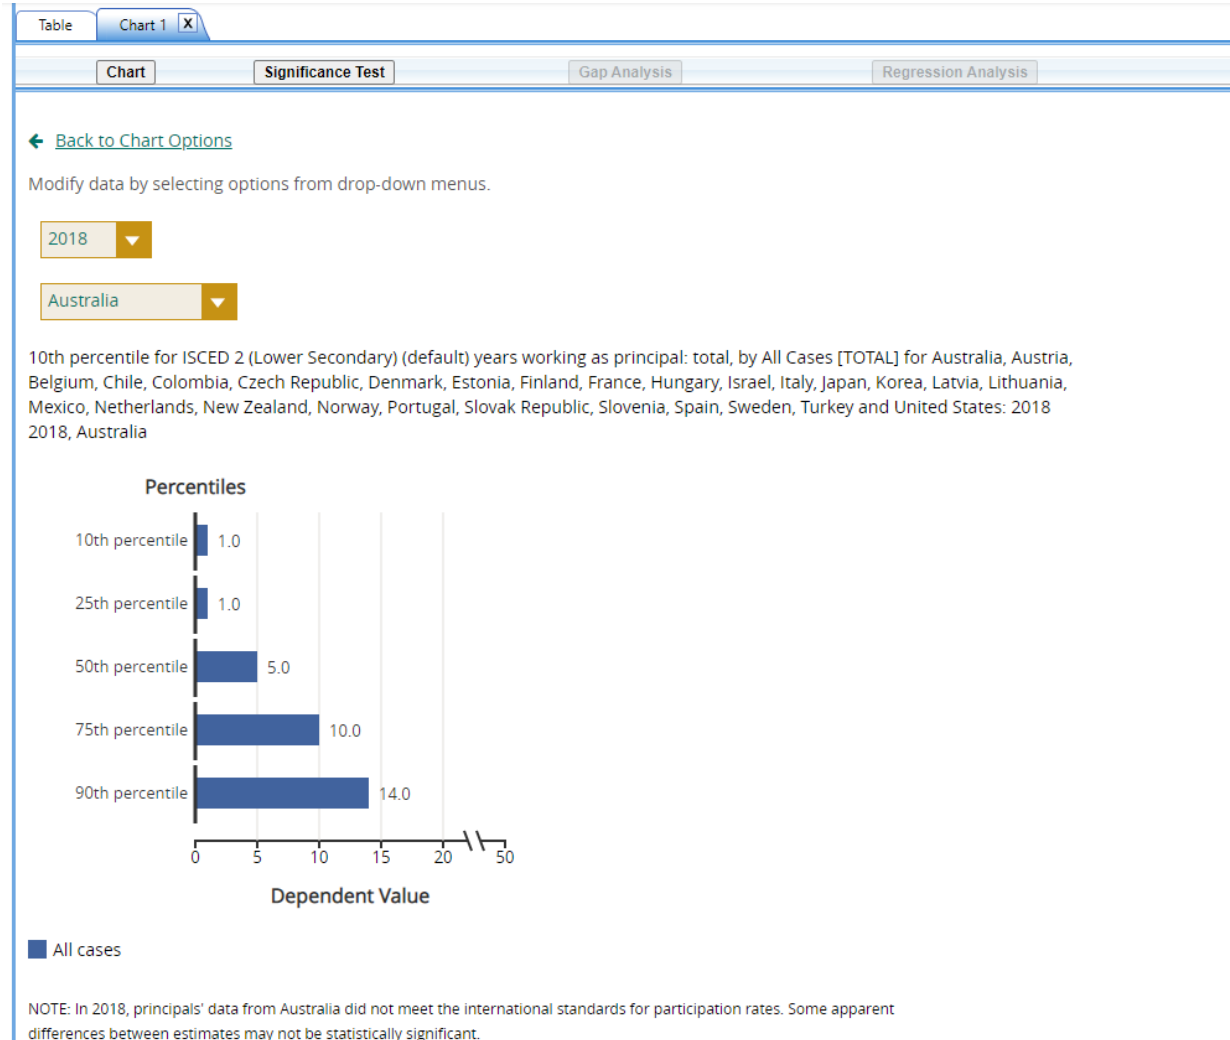 Table
Chart 1 X
Chart
Significance Test
Gap Analysis
Regression Analysis
Back to Chart Options
Modify data by selecting options from drop-down menus.
2018
Australia
10th percentile for ISCED 2 (Lower Secondary) (default) years working as principal: total, by All Cases [TOTAL] for Australia, Austria,
Belgium, Chile, Colombia, Czech Republic, Denmark, Estonia, Finland, France, Hungary, Israel, Italy, Japan, Korea, Latvia, Lithuania,
Mexico, Netherlands, New Zealand, Norway, Portugal, Slovak Republic, Slovenia, Spain, Sweden, Turkey and United States: 2018
2018, Australia
Percentiles
10th percentile 1.0
25th percentile 1.0
50th percentile 5.0
75th percentile 10.0
90th percentile 14.0
0 5 10 15 20 50
Dependent Value
All cases
NOTE: In 2018, principals' data from Australia did not meet the international standards for participation rates. Some apparent
differences between estimates may not be statistically significant.